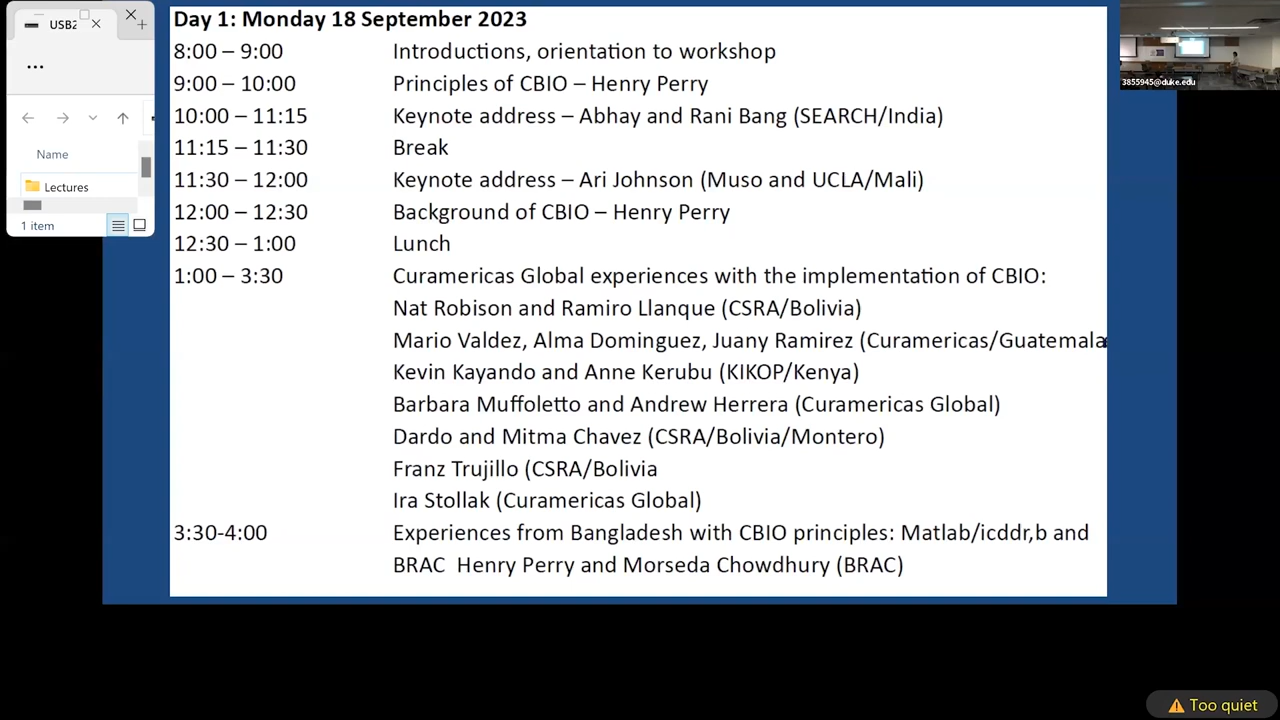 USB2
...
Name
Lectures
1 item
Day 1: Monday 18 September 2023
8:00 – 9:00 Introductions, orientation to workshop
9:00 – 10:00 Principles of CBIO – Henry Perry
10:00 – 11:15 Keynote address – Abhay and Rani Bang (SEARCH/India)
11:15 – 11:30 Break
11:30 – 12:00 Keynote address – Ari Johnson (Muso and UCLA/Mali)
12:00 – 12:30 Background of CBIO – Henry Perry
12:30 – 1:00 Lunch
1:00 – 3:30 Curamericas Global experiences with the implementation of CBIO:
Nat Robison and Ramiro Llanque (CSRA/Bolivia)
Mario Valdez, Alma Dominguez, Juany Ramirez (Curamericas/Guatemala
Kevin Kayando and Anne Kerubu (KIKOP/Kenya)
Barbara Muffoletto and Andrew Herrera (Curamericas Global)
Dardo and Mitma Chavez (CSRA/Bolivia/Montero)
Franz Trujillo (CSRA/Bolivia
Ira Stollak (Curamericas Global)
3:30-4:00 Experiences from Bangladesh with CBIO principles: Matlab/icddr,b and
BRAC Henry Perry and Morseda Chowdhury (BRAC)
3855945@duke.edu
Too quiet